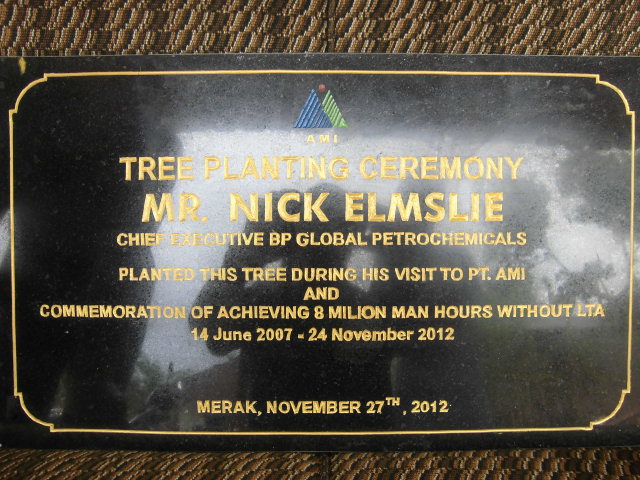 AMI
TREE PLANTING CEREMONY
MR. NICK ELMSLIE
CHIEF EXECUTIVE BP GLOBAL PETROCHEMICALS
PLANTED THIS TREE DURING HIS VISIT TO PT. AMI
AND
COMMEMORATION OF ACHIEVING 8 MILION MAN HOURS WITHOUT LTA
14 June 2007 - 24 November 2012
MERAK, NOVEMBER 27TH, 2012